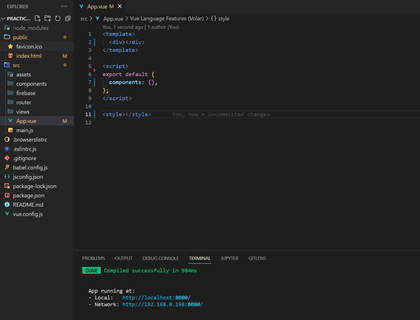 EXPLORER
PRACTIC...
node_modules
public
favicon.ico
index.html M
src
assets
components
firebase
router
views
App.vue M
main.js
.browserslistrc
.eslintrc.js
.gitignore
babel.config.js
jsconfig.json
package-lock.json
package.json
README.md
vue.config.js
App.vue M
src > App.vue > Vue Language Features (Volar) > {} style
You, 1 second ago | 1 author (You)
1 <template>
2 <div></div>
3 </template>
4
5 <script>
6 export default {
7 components: {},
8 };
9 </script>
10
11 <style></style> You, now • Uncommitted changes
12
PROBLEMS OUTPUT DEBUG CONSOLE TERMINAL JUPYTER GITLENS
DONE Compiled successfully in 984ms
App running at:
- Local: http://localhost:8080/
- Network: http://192.168.0.198:8080/